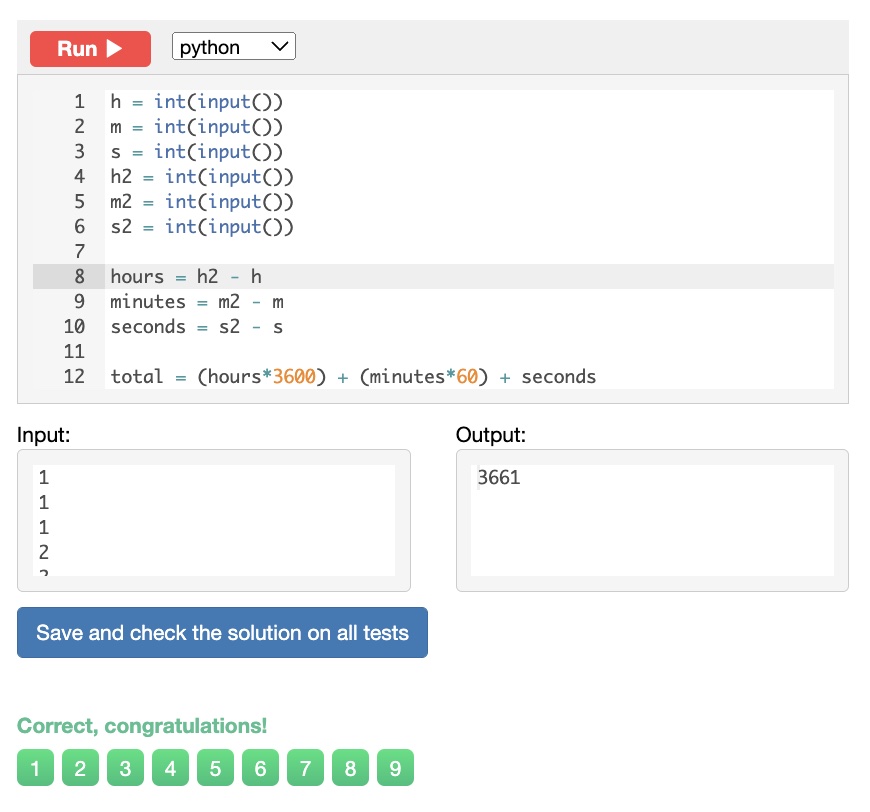 Run ▶ python
1 h = int(input())
2 m = int(input())
3 s = int(input())
4 h2 = int(input())
5 m2 = int(input())
6 s2 = int(input())
7
8 hours = h2 - h
9 minutes = m2 - m
10 seconds = s2 - s
11
12 total = (hours*3600) + (minutes*60) + seconds
Input:
1
1
1
2
Output:
3661
Save and check the solution on all tests
Correct, congratulations!
1 2 3 4 5 6 7 8 9